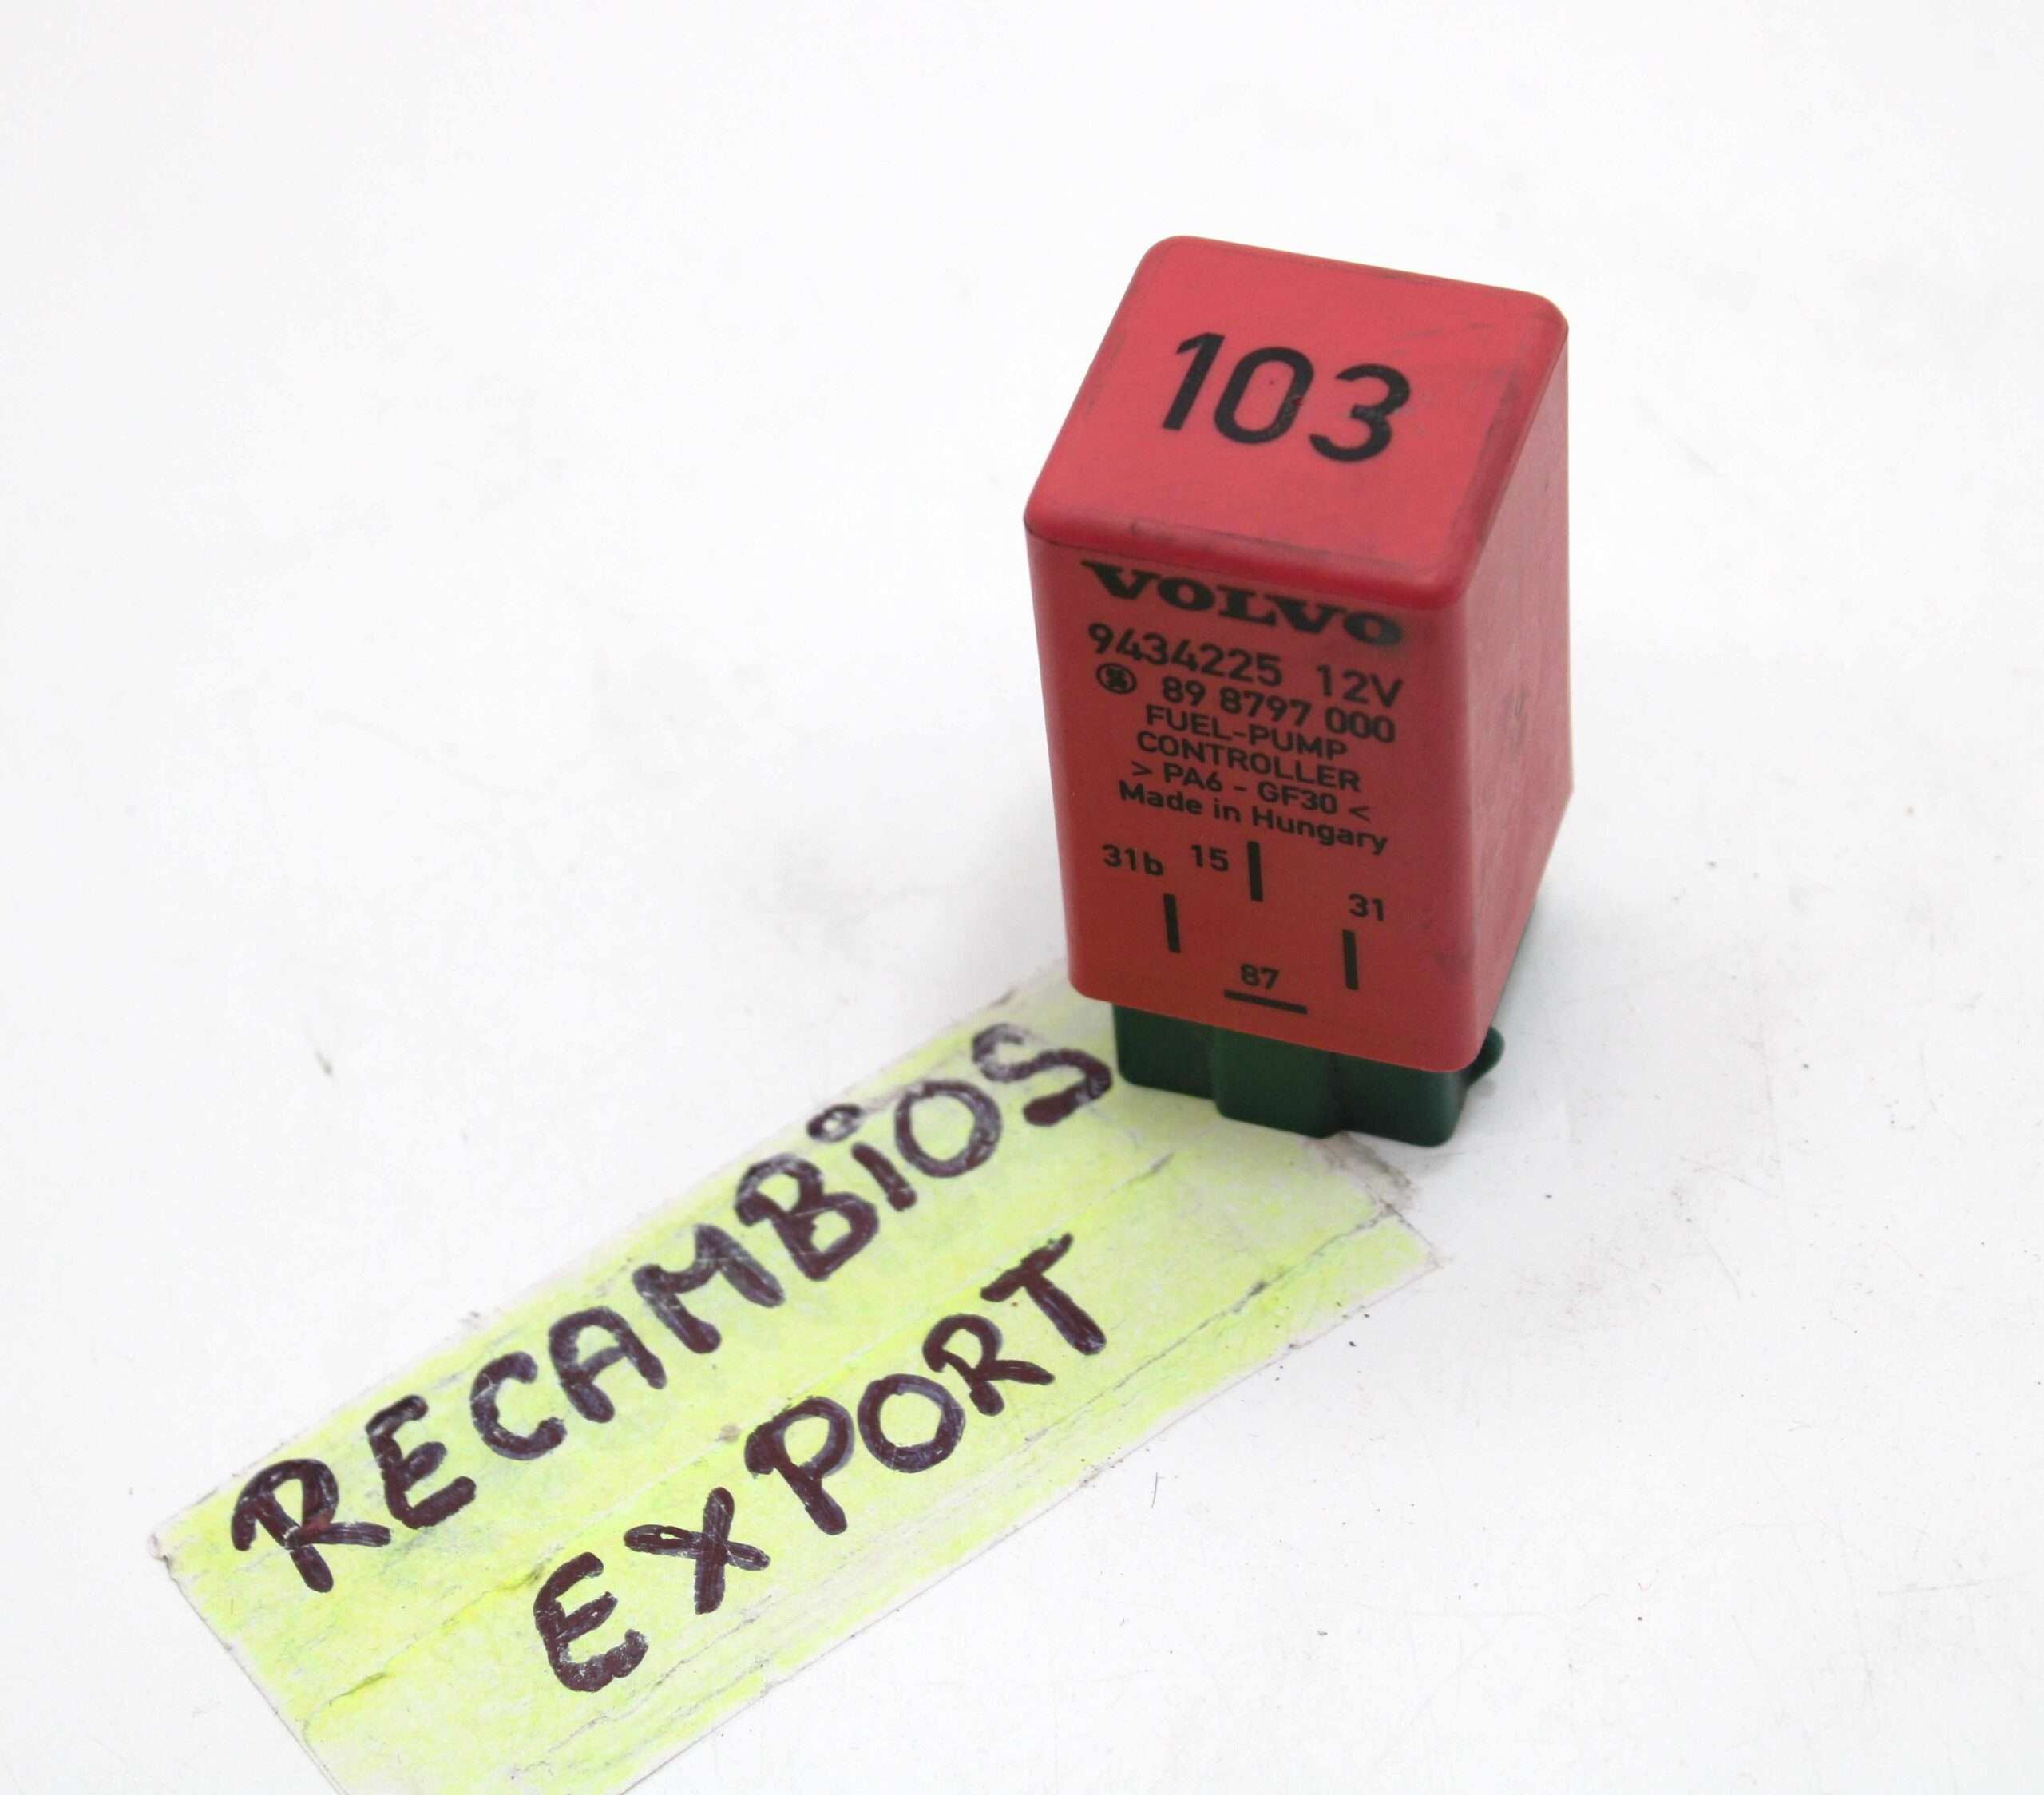 103
VOLVO
9434225 12V
89 8797 000
FUEL-PUMP
CONTROLLER
> PA6 - GF30 <
Made in Hungary
31b 15
31
87
RECAMBiOS
EXPORT